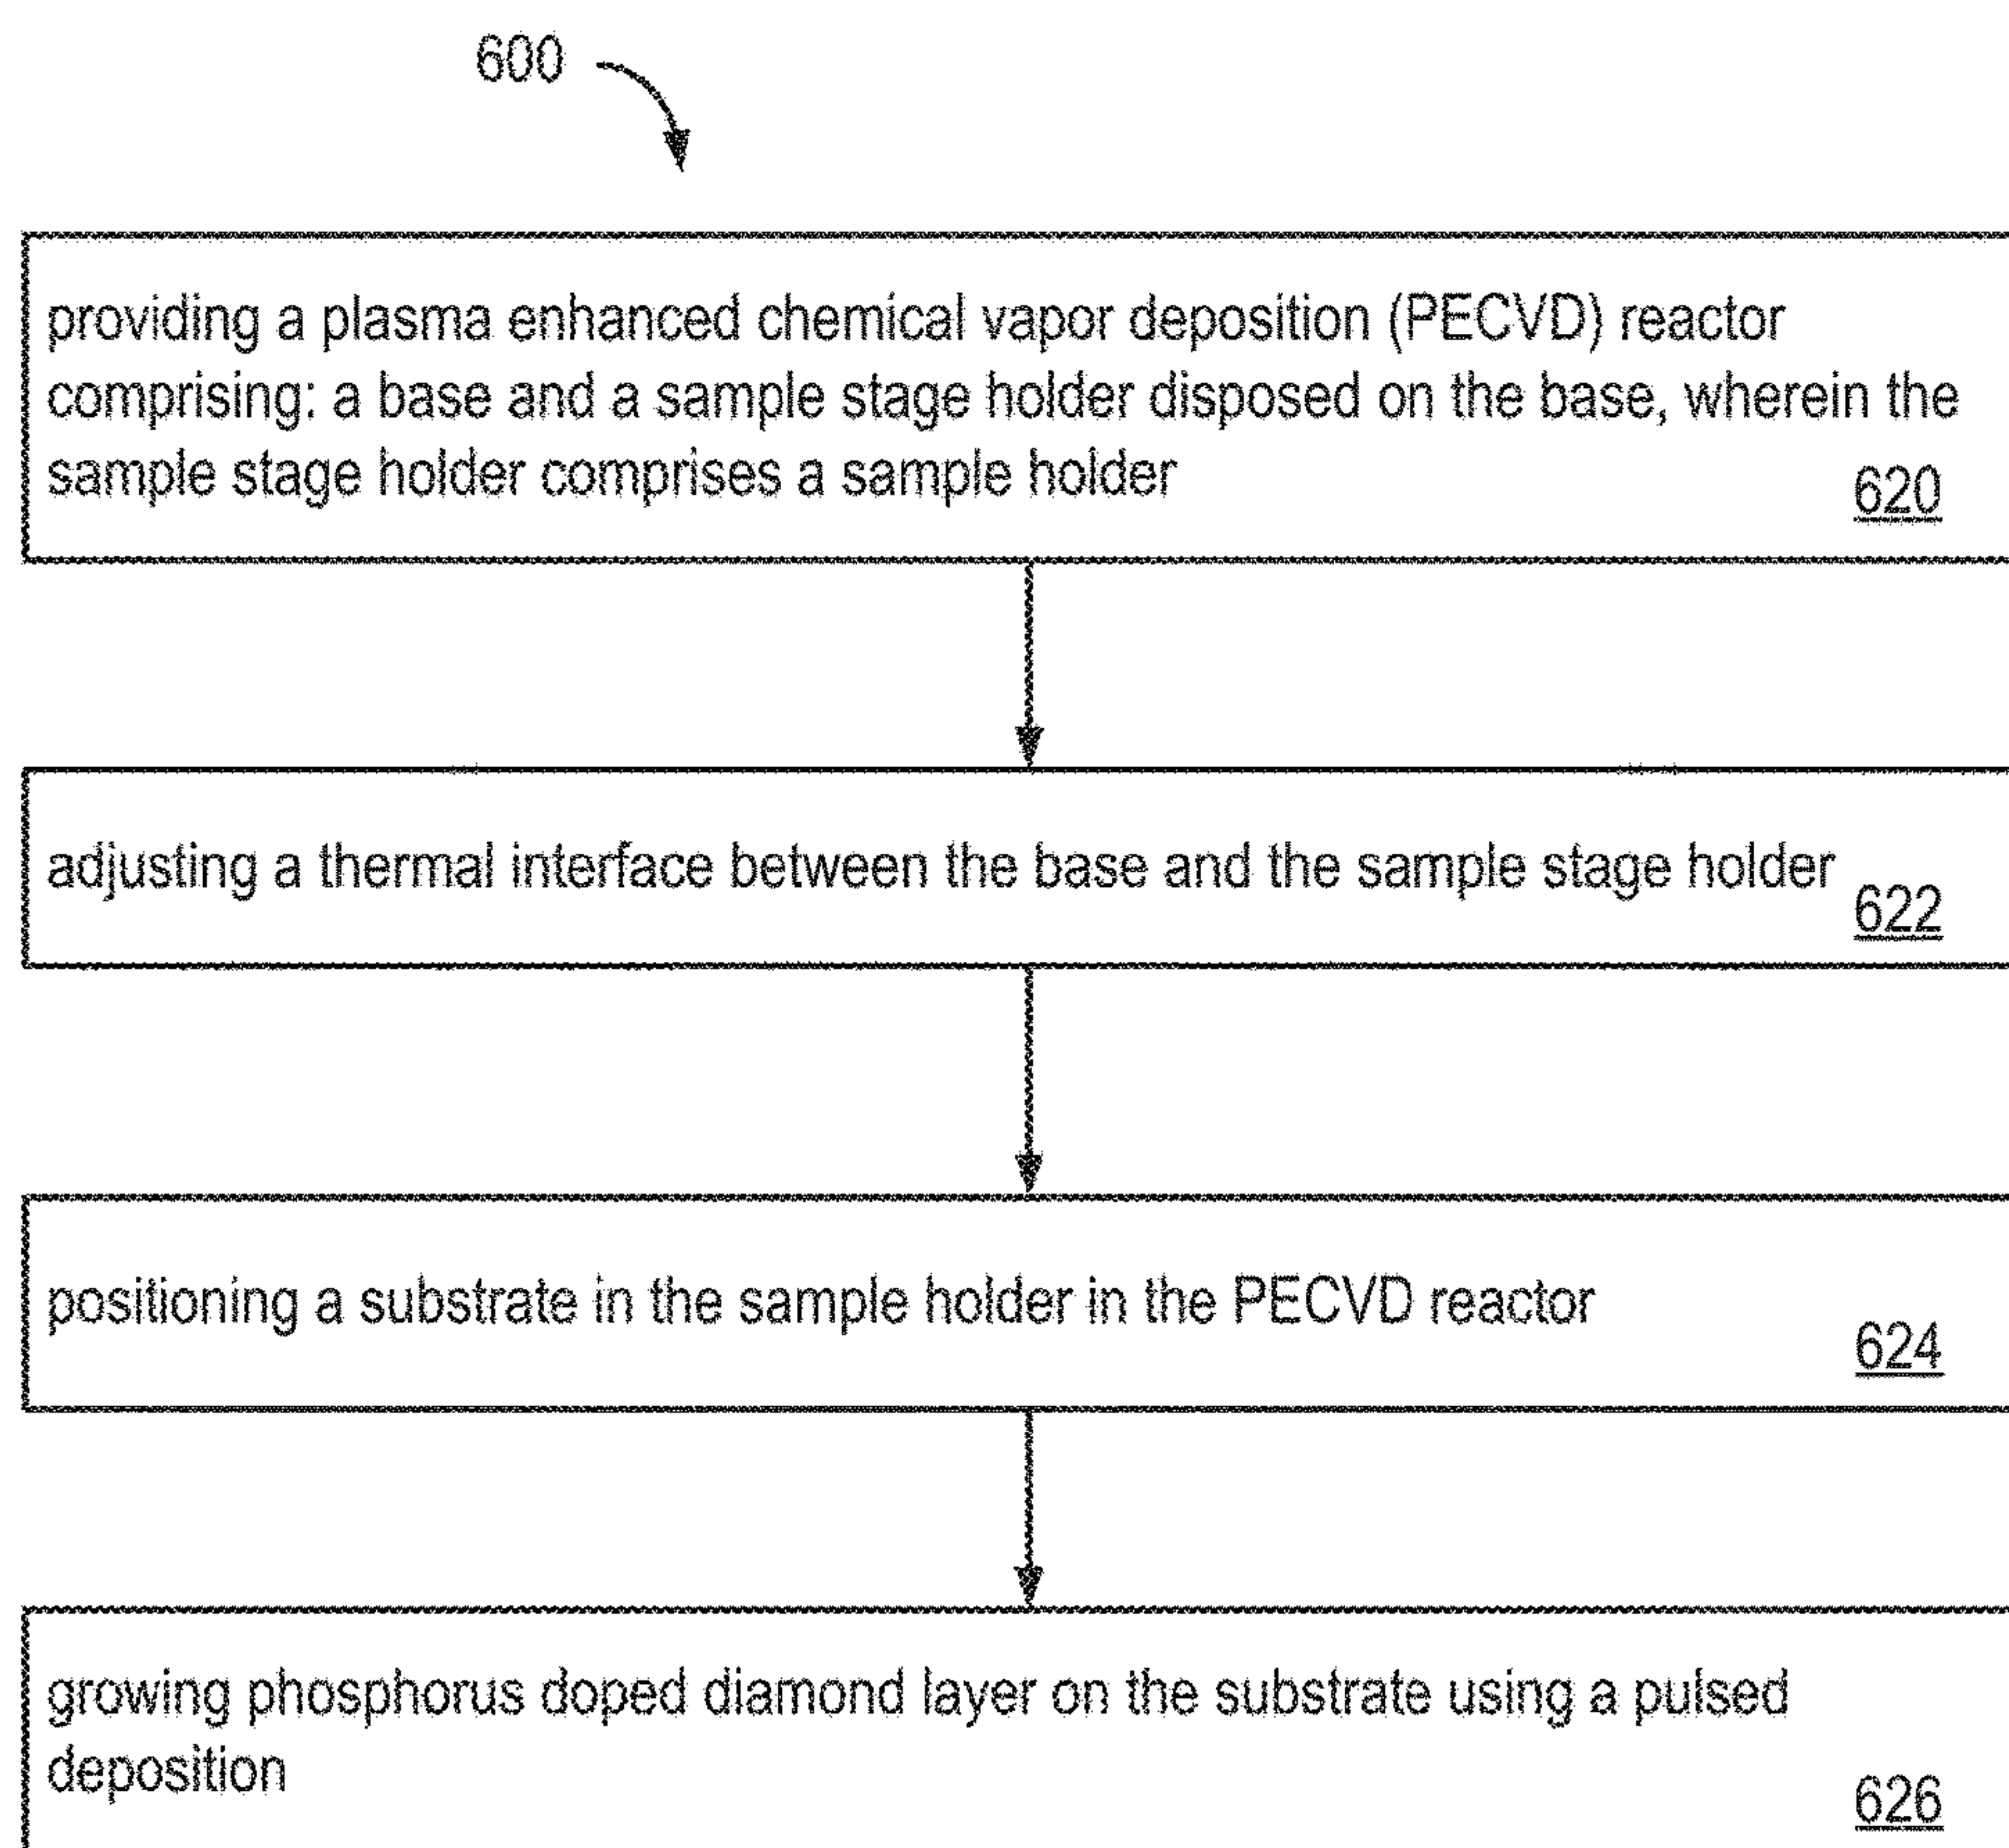 600
providing a plasma enhanced chemical vapor deposition (PECVD) reactor
comprising: a base and a sample stage holder disposed on the base, wherein the
sample stage holder comprises a sample holder
620
adjusting a thermal interface between the base and the sample stage holder
622
positioning a substrate in the sample holder in the PECVD reactor
624
growing phosphorus doped diamond layer on the substrate using a pulsed
deposition
626